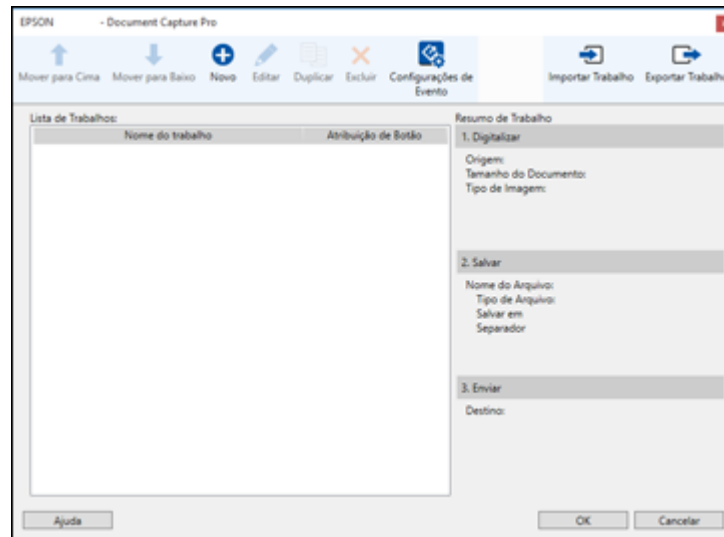 EPSON - Document Capture Pro
Mover para Cima Mover para Baixo Novo Editar Duplicar Excluir Configurações de Evento Importar Trabalho Exportar Trabalho
Lista de Trabalhos:
Nome do trabalho Atribuição de Botão
Resumo de Trabalho
1. Digitalizar
Origem:
Tamanho do Documento:
Tipo de Imagem:
2. Salvar
Nome do Arquivo:
Tipo de Arquivo:
Salvar em
Separador
3. Enviar
Destino:
Ajuda OK Cancelar